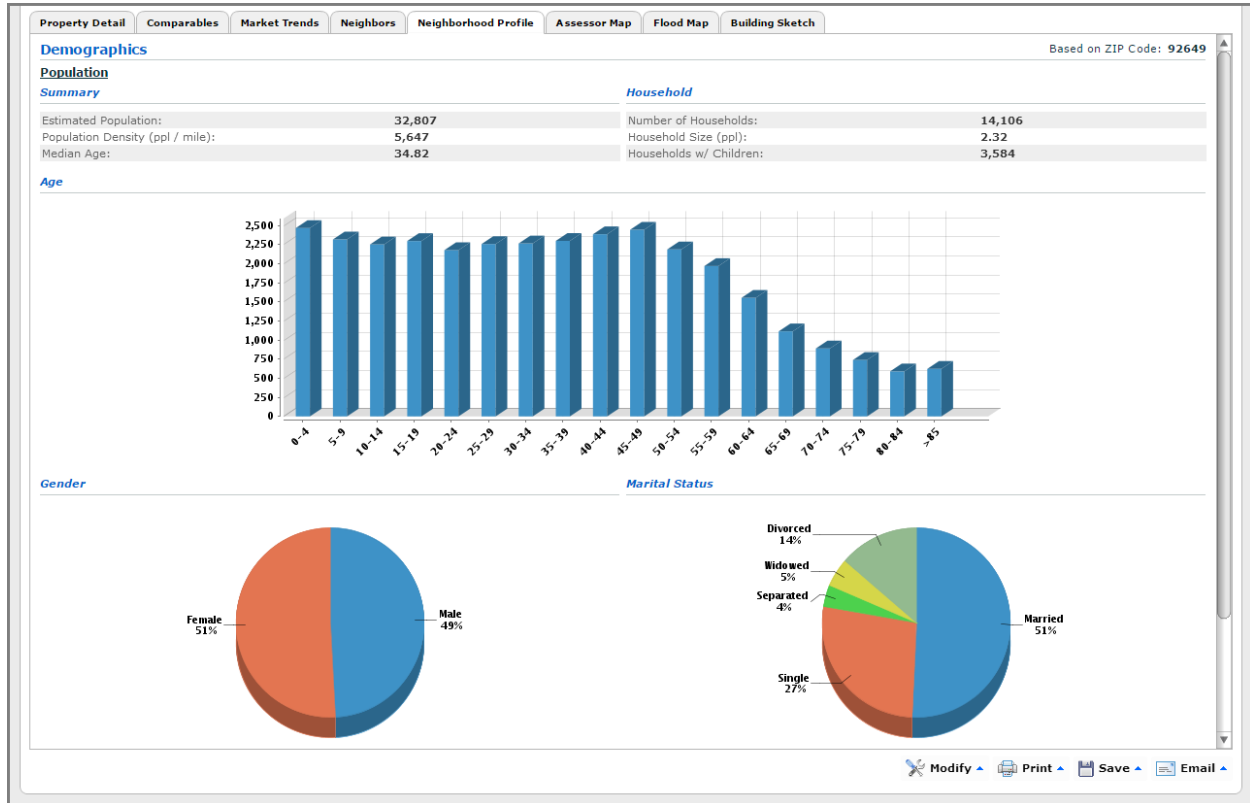 Property Detail Comparables Market Trends Neighbors Neighborhood Profile Assessor Map Flood Map Building Sketch
Demographics Based on ZIP Code: 92649
Population
Summary Household
Estimated Population: 32,807 Number of Households: 14,106
Population Density (ppl / mile): 5,647 Household Size (ppl): 2.32
Median Age: 34.82 Households w/ Children: 3,584
Age
2,500
2,250
2,000
1,750
1,500
1,250
1,000
750
500
250
0
0-4 5-9 10-14 15-19 20-24 25-29 30-34 35-39 40-44 45-49 50-54 55-59 60-64 65-69 70-74 75-79 80-84 >85
Gender Marital Status
Female
51%
Male
49%
Divorced
14%
Widowed
5%
Separated
4%
Single
27%
Married
51%
Modify Print Save Email